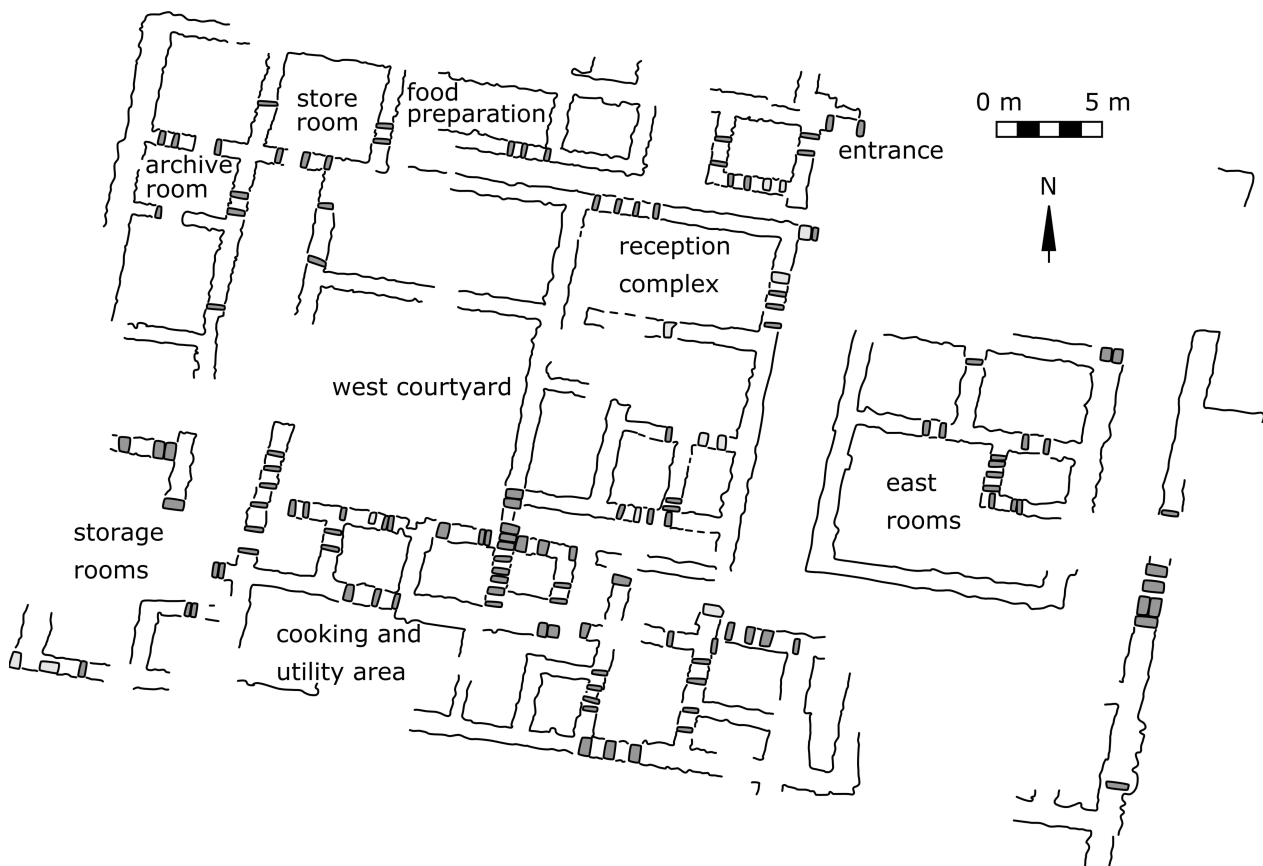 0 m 5 m
store
room
food
preparation
entrance
archive
room
N
reception
complex
west courtyard
east
rooms
storage
rooms
cooking and
utility area